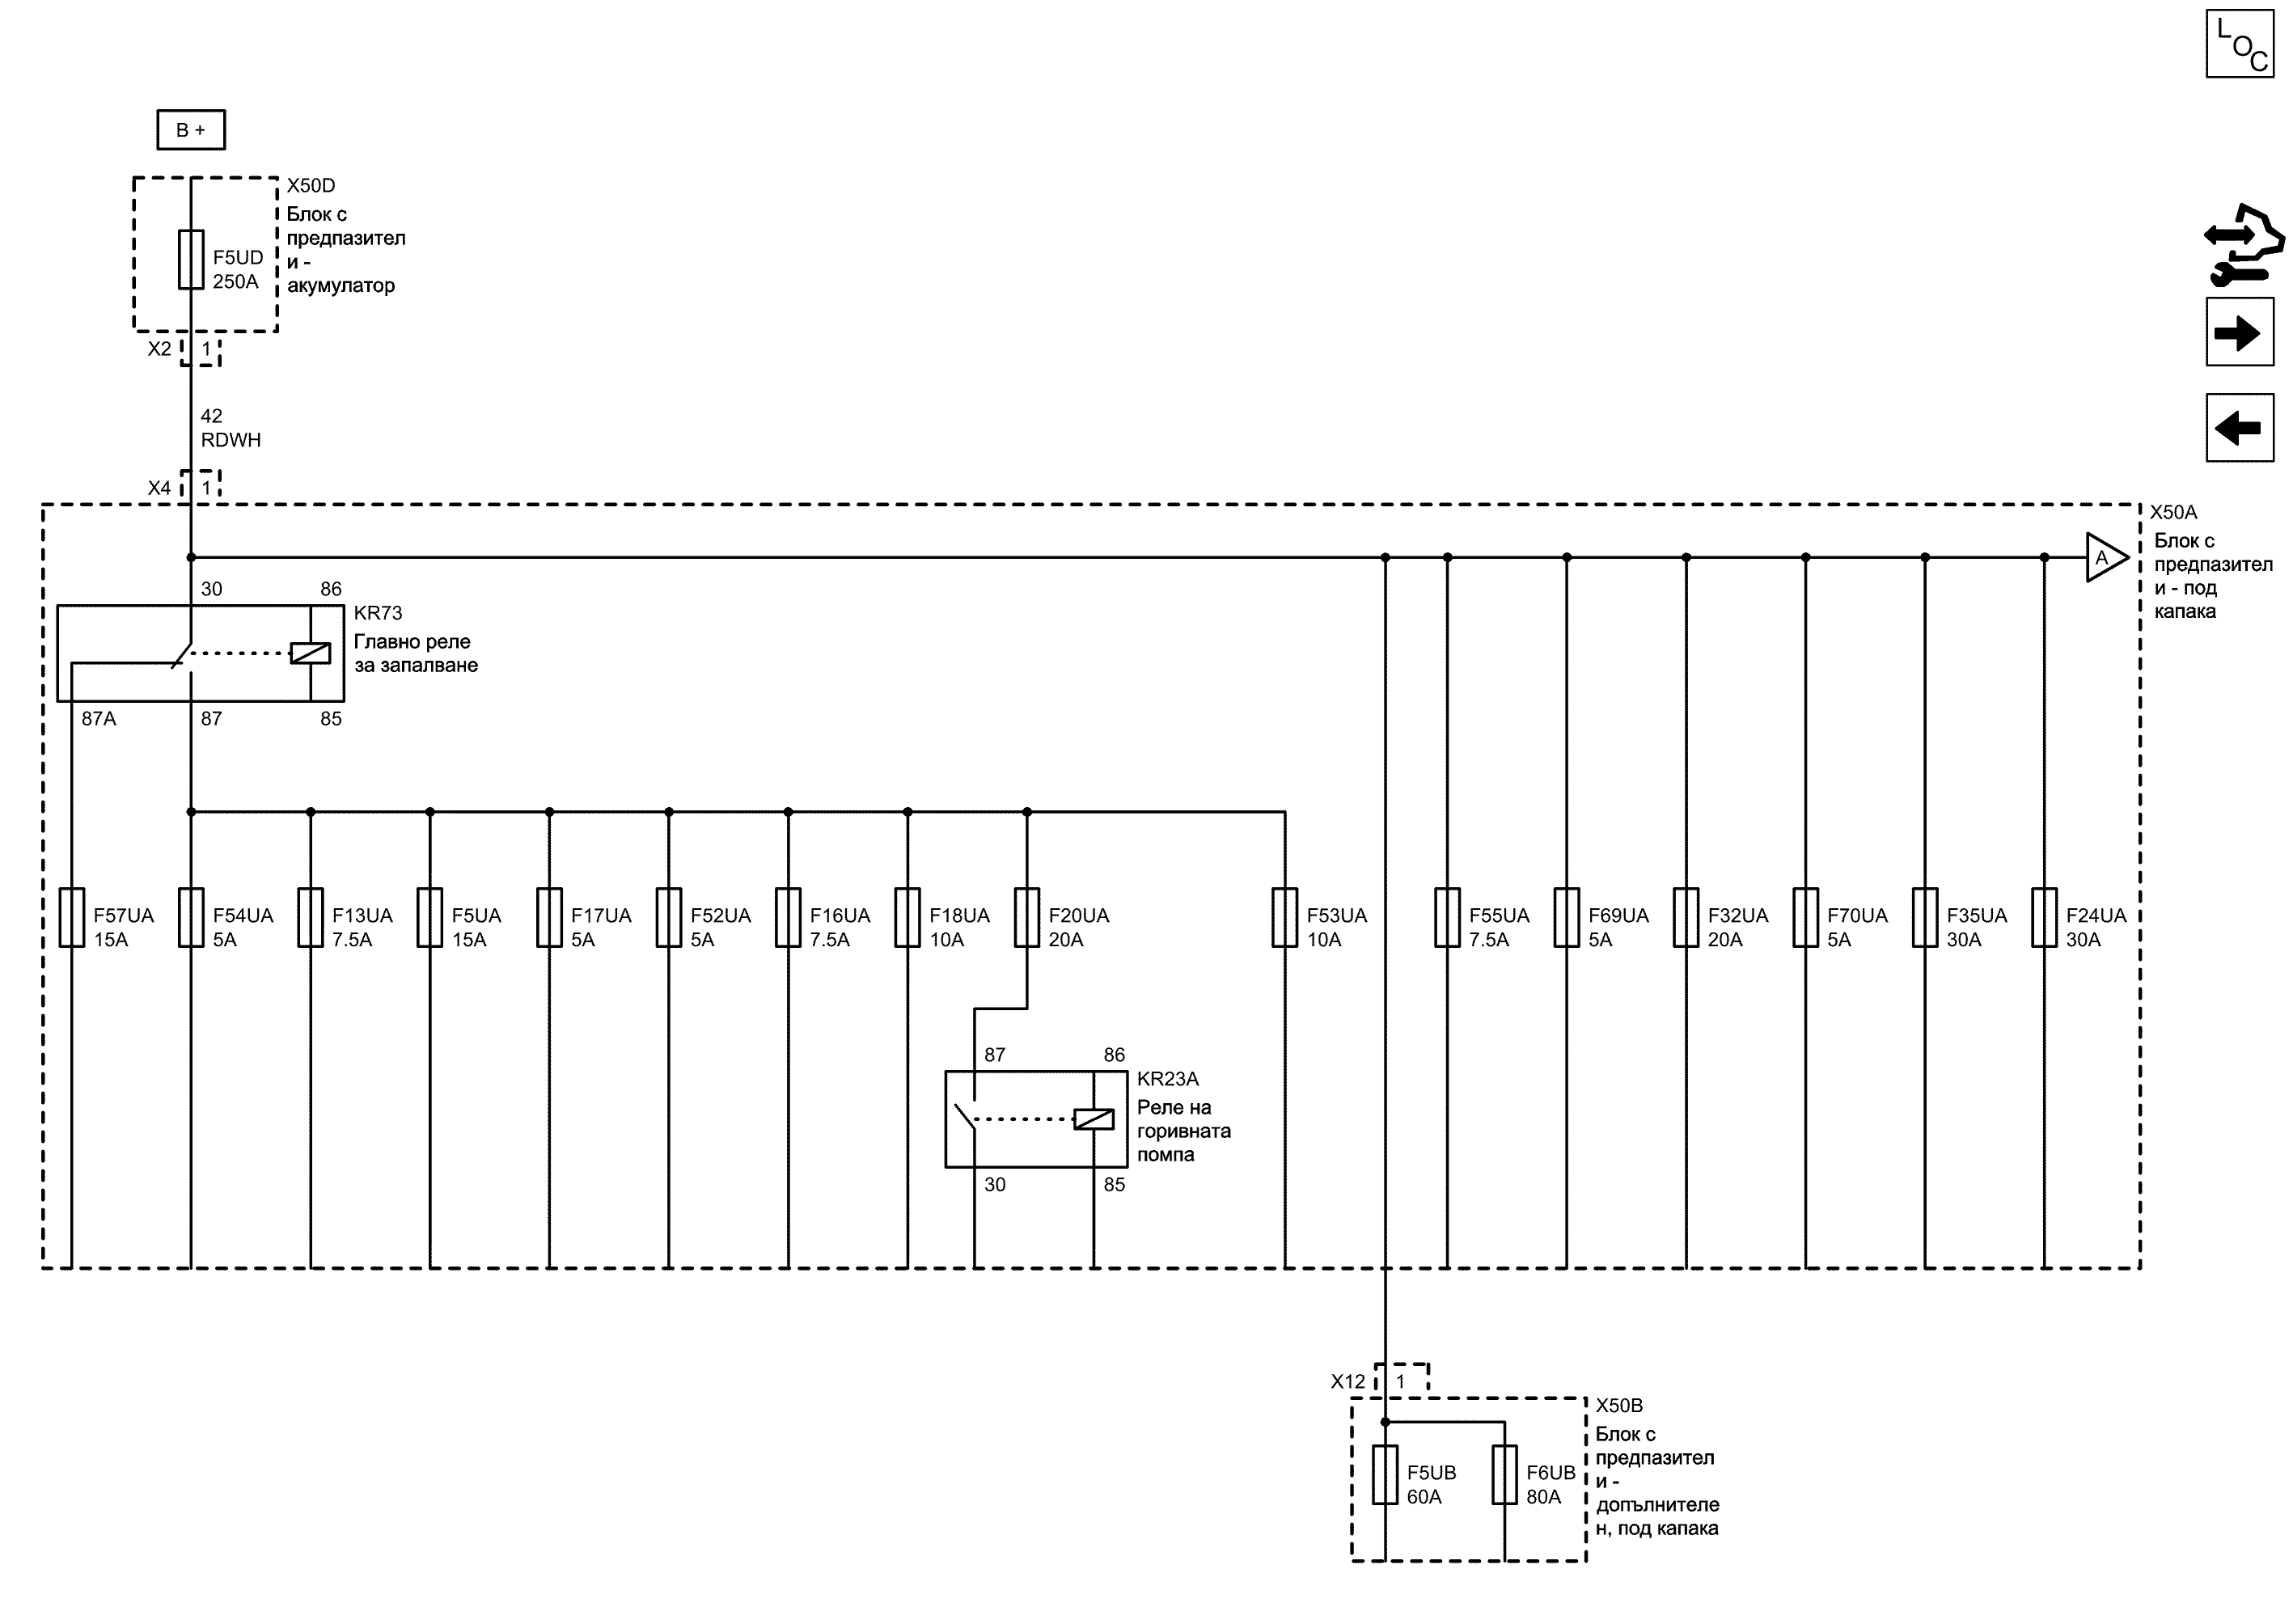 L
O
C
B +
X50D
Блок с
предпазител
и -
акумулатор
F5UD
250A
X2
1
42
RDWH
X4
1
X50A
Блок с
предпазител
и - под
капака
A
30
86
KR73
Главно реле
за запалване
87A
87
85
F57UA
15A
F54UA
5A
F13UA
7.5A
F5UA
15A
F17UA
5A
F52UA
5A
F16UA
7.5A
F18UA
10A
F20UA
20A
F53UA
10A
F55UA
7.5A
F69UA
5A
F32UA
20A
F70UA
5A
F35UA
30A
F24UA
30A
87
86
KR23A
Реле на
горивната
помпа
30
85
X12
1
X50B
Блок с
предпазител
и -
допълнителе
н, под капака
F5UB
60A
F6UB
80A